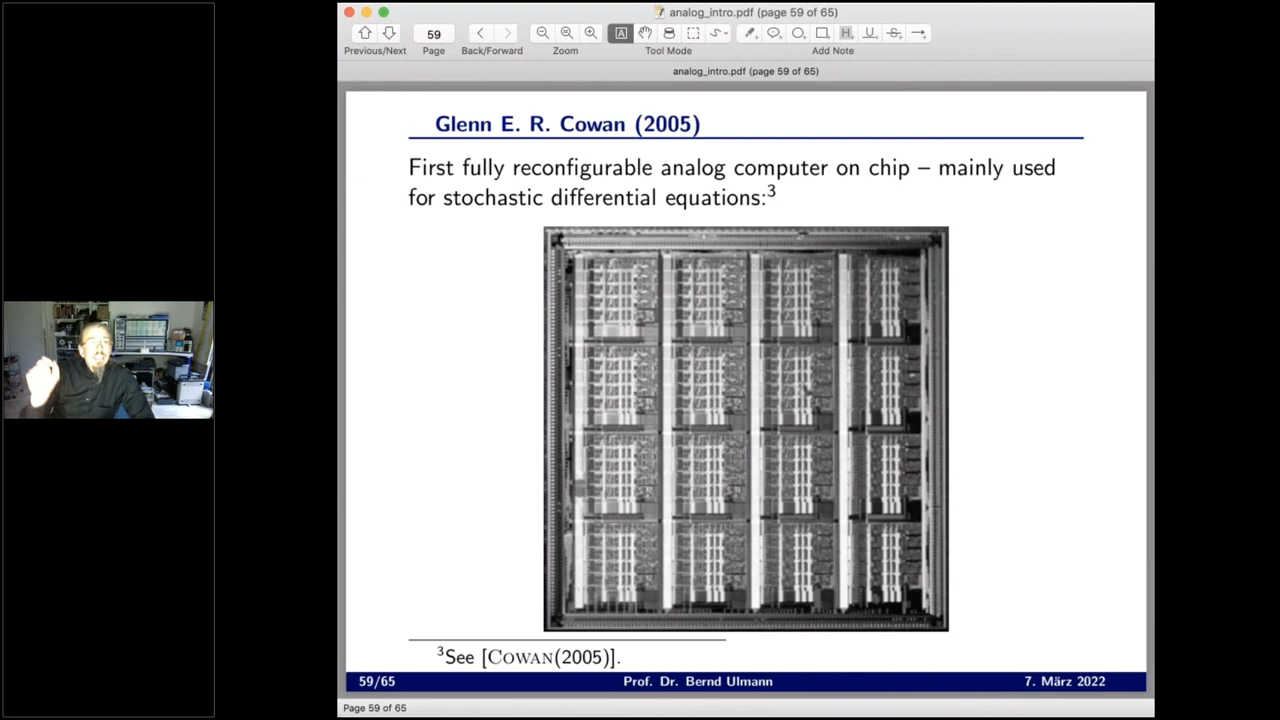 analog_intro.pdf (page 59 of 65)
59
Previous/Next
Page
Back/Forward
Zoom
Tool Mode
Add Note
analog_intro.pdf (page 59 of 65)
Glenn E. R. Cowan (2005)
First fully reconfigurable analog computer on chip – mainly used
for stochastic differential equations:³
³See [COWAN(2005)].
59/65
Prof. Dr. Bernd Ulmann
7. März 2022
Page 59 of 65